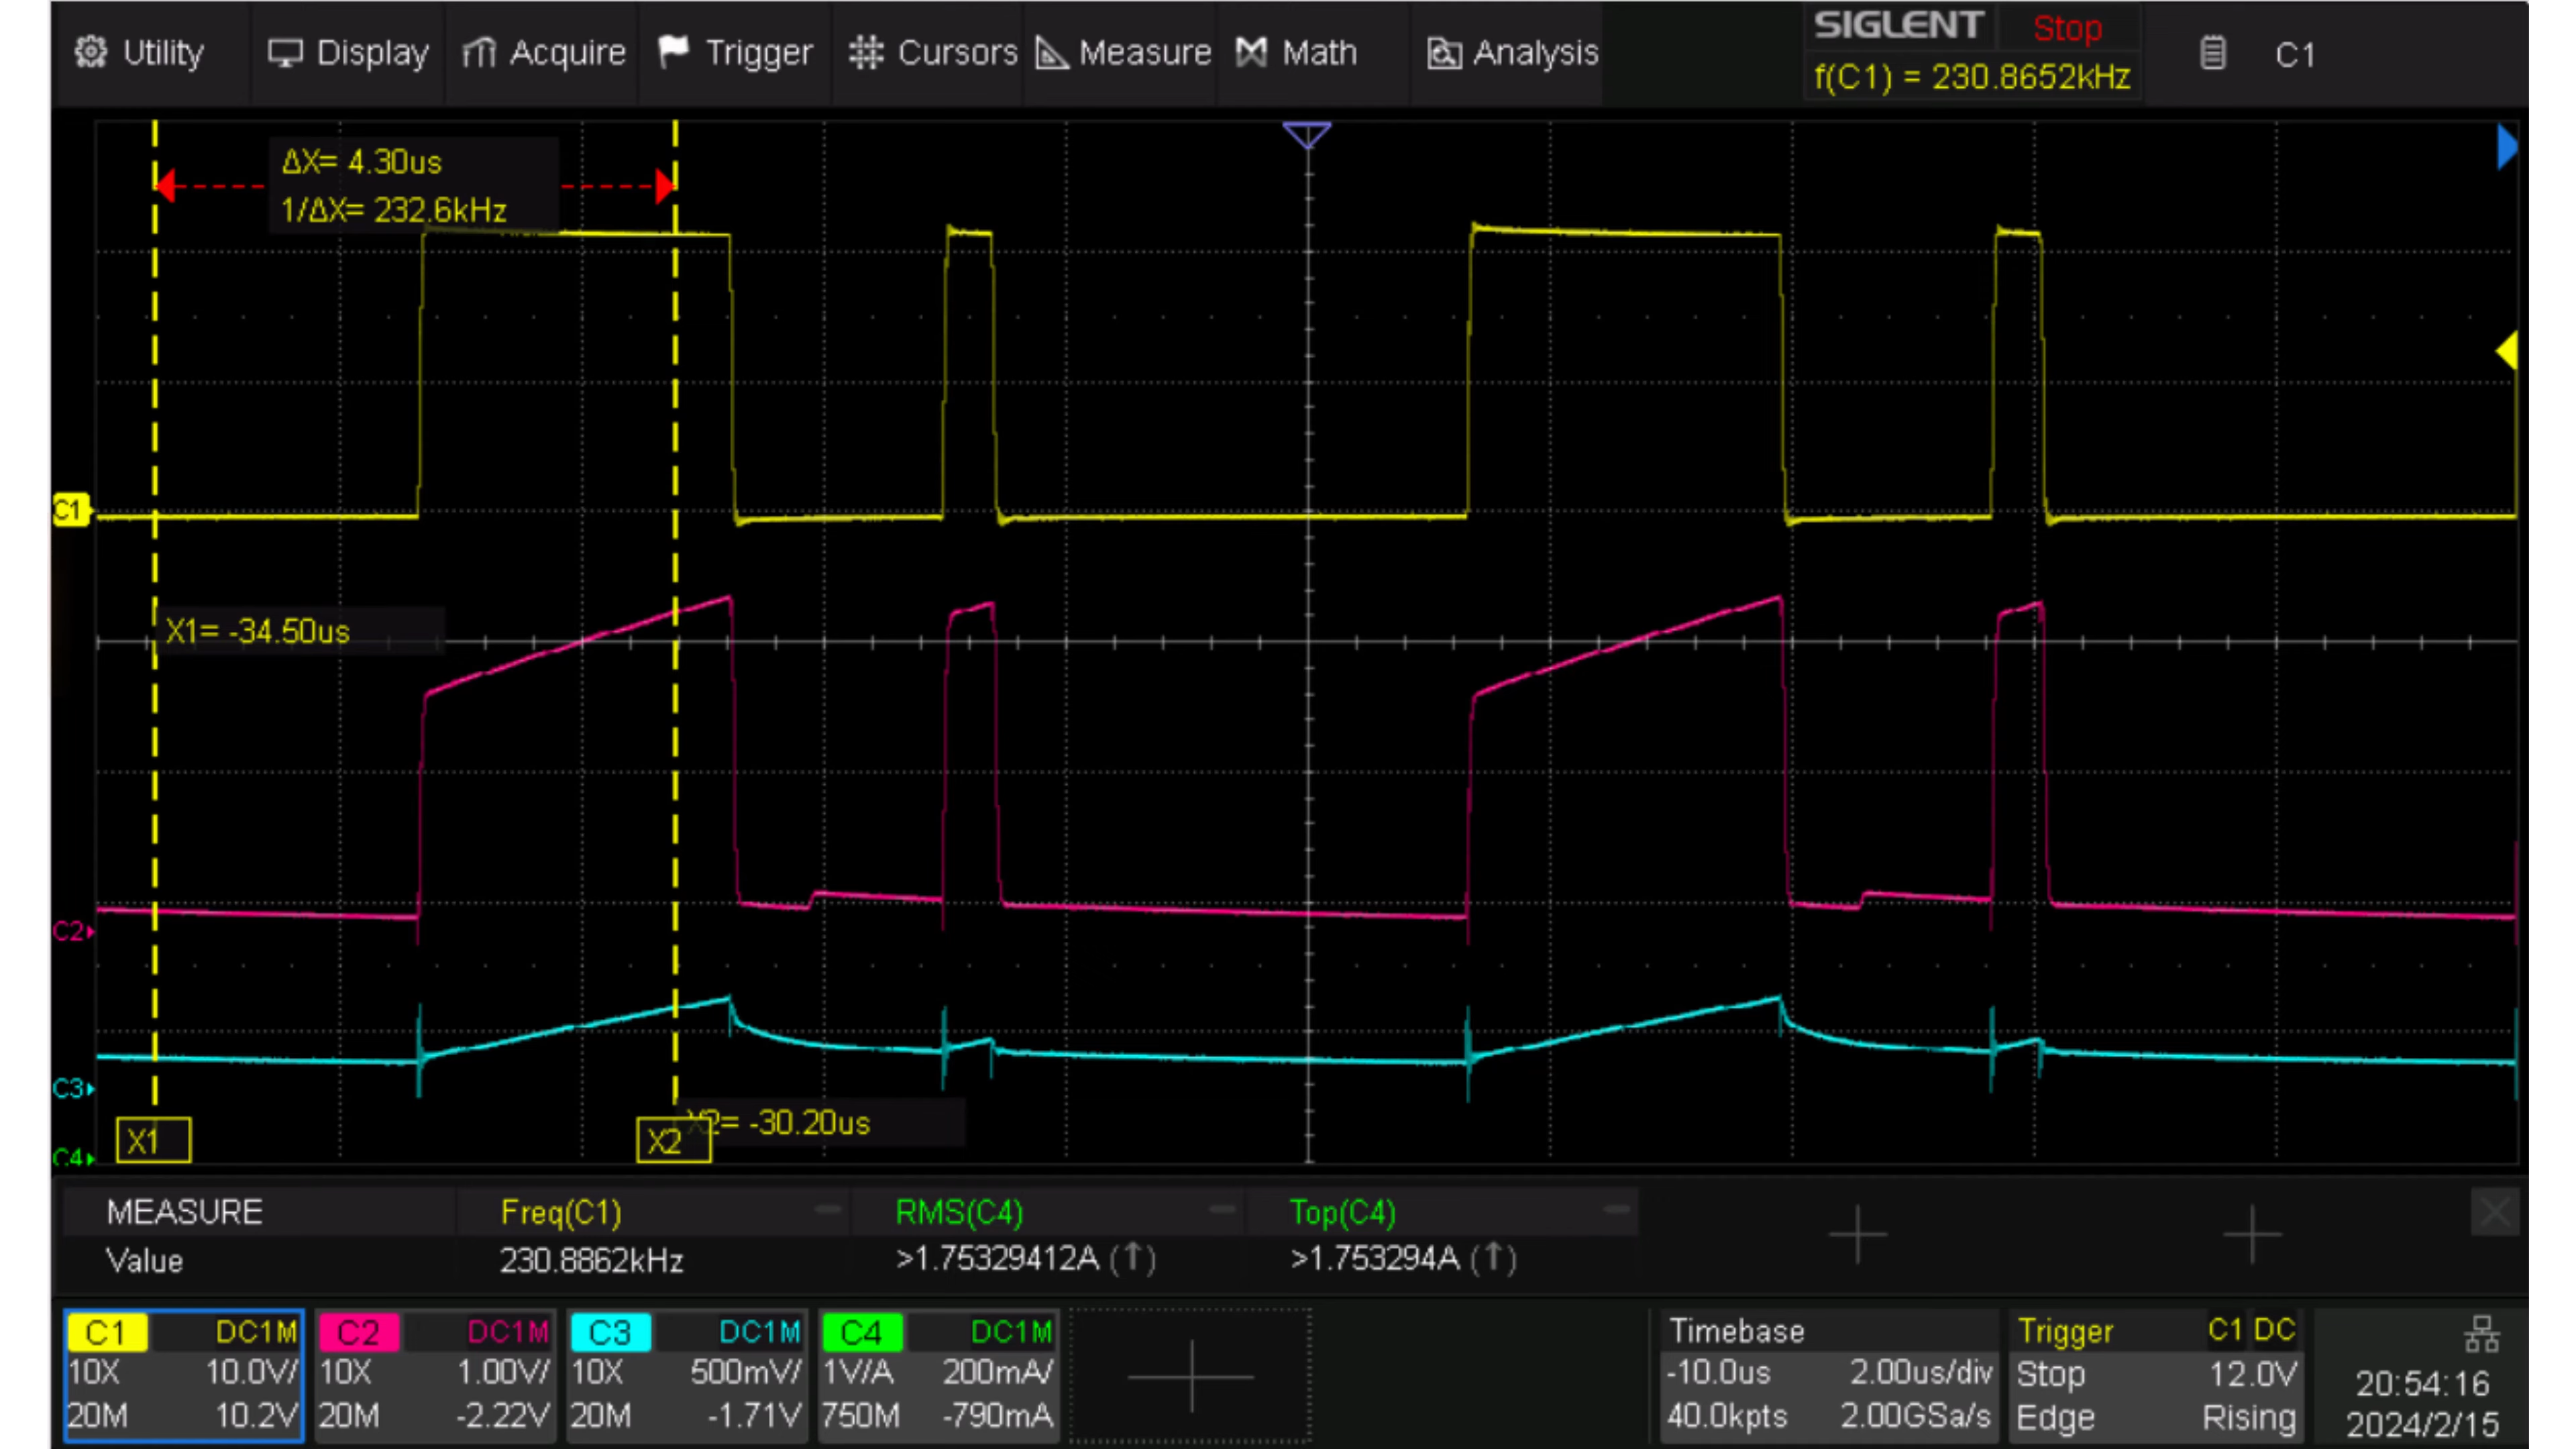 Utility Display Acquire Trigger Cursors Measure Math Analysis
SIGLENT Stop
f(C1) = 230.8652kHz
C1
ΔX= 4.30us
1/ΔX= 232.6kHz
C1
X1= -34.50us
C2
C3
X2= -30.20us
X1 X2
C4
MEASURE Freq(C1) RMS(C4) Top(C4)
Value 230.8862kHz >1.75329412A (↑) >1.753294A (↑)
C1 DC1M C2 DC1M C3 DC1M C4 DC1M Timebase Trigger C1 DC
10X 10.0V/ 10X 1.00V/ 10X 500mV/ 1V/A 200mA/ -10.0us 2.00us/div Stop 12.0V 20:54:16
20M 10.2V 20M -2.22V 20M -1.71V 750M -790mA 40.0kpts 2.00GSa/s Edge Rising 2024/2/15